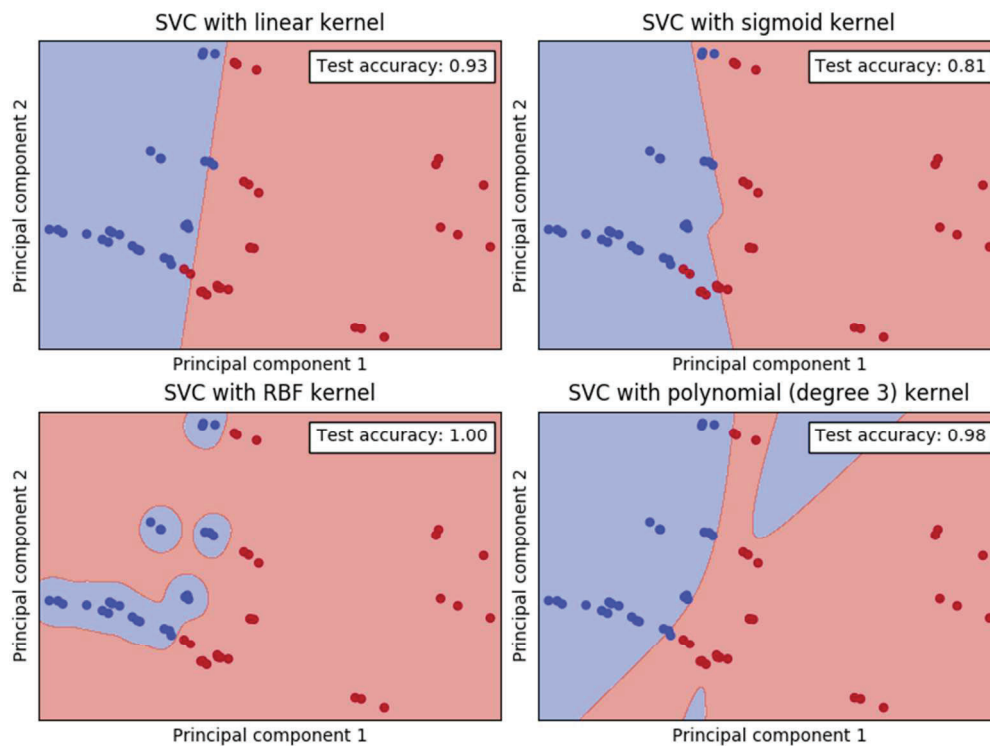 SVC with linear kernel
Test accuracy: 0.93
Principal component 2
Principal component 1
SVC with sigmoid kernel
Test accuracy: 0.81
Principal component 2
Principal component 1
SVC with RBF kernel
Test accuracy: 1.00
Principal component 2
Principal component 1
SVC with polynomial (degree 3) kernel
Test accuracy: 0.98
Principal component 2
Principal component 1